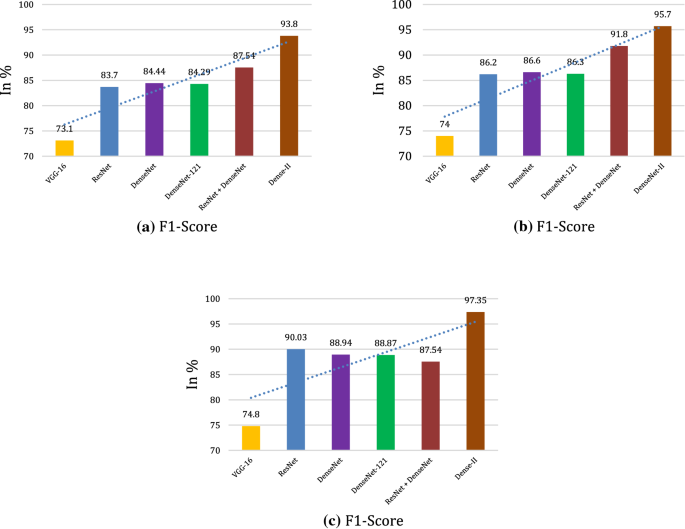 100
95
90
85
80
75
70
In %
73.1
83.7
84.44
84.29
87.54
93.8
VGG-16
ResNet
DenseNet
DenseNet-121
ResNet + DenseNet
Dense-II
(a) F1-Score
100
95
90
85
80
75
70
In %
74
86.2
86.6
86.3
91.8
95.7
VGG-16
ResNet
DenseNet
DenseNet-121
ResNet + DenseNet
DenseNet-II
(b) F1-Score
100
95
90
85
80
75
70
In %
74.8
90.03
88.94
88.87
87.54
97.35
VGG-16
ResNet
DenseNet
DenseNet-121
ResNet + DenseNet
Dense-II
(c) F1-Score